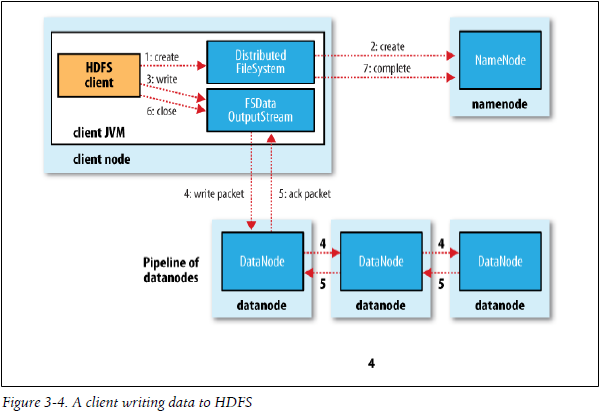 HDFS
client
1: create
3: write
6: close
Distributed
FileSystem
FSData
OutputStream
client JVM
client node
2: create
7: complete
NameNode
namenode
4: write packet
5: ack packet
Pipeline of
datanodes
DataNode
4
5
DataNode
4
5
DataNode
datanode
datanode
datanode
4
Figure 3-4. A client writing data to HDFS